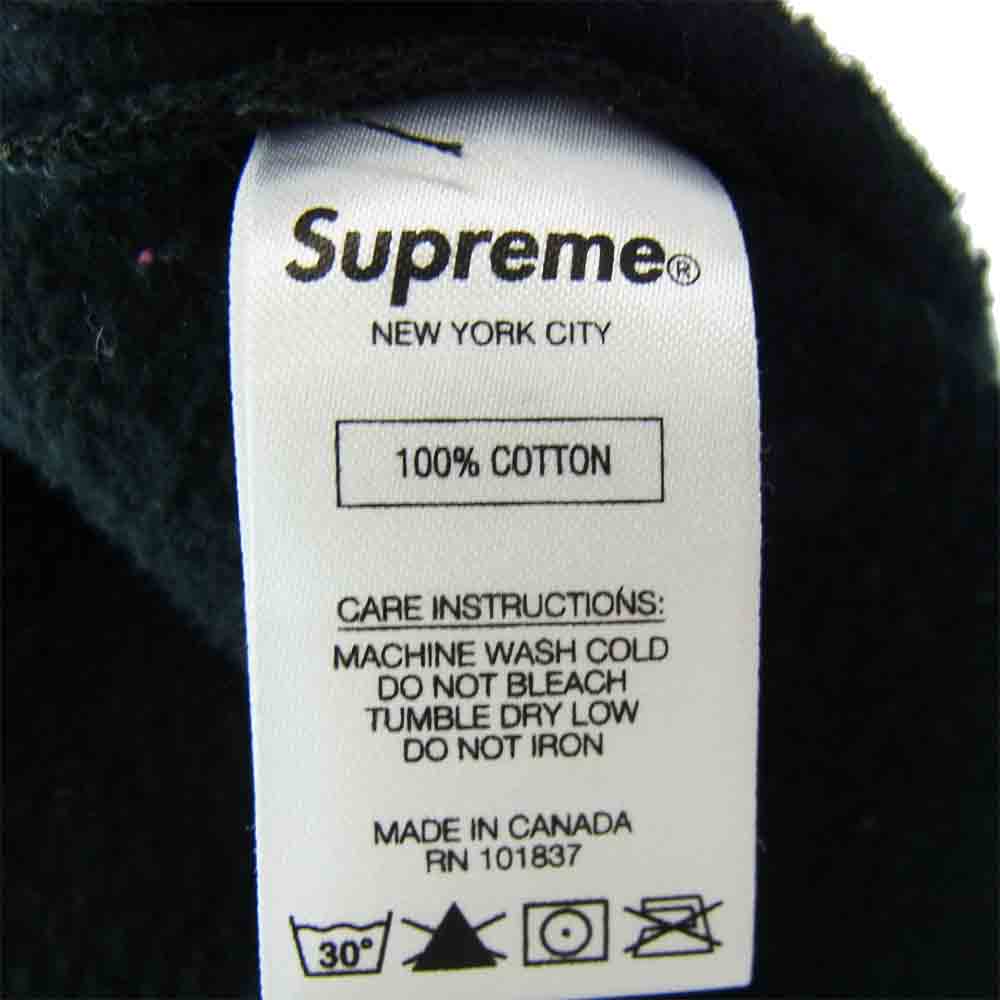 Supreme®
NEW YORK CITY
100% COTTON
CARE INSTRUCTIONS:
MACHINE WASH COLD
DO NOT BLEACH
TUMBLE DRY LOW
DO NOT IRON
MADE IN CANADA
RN 101837
30°